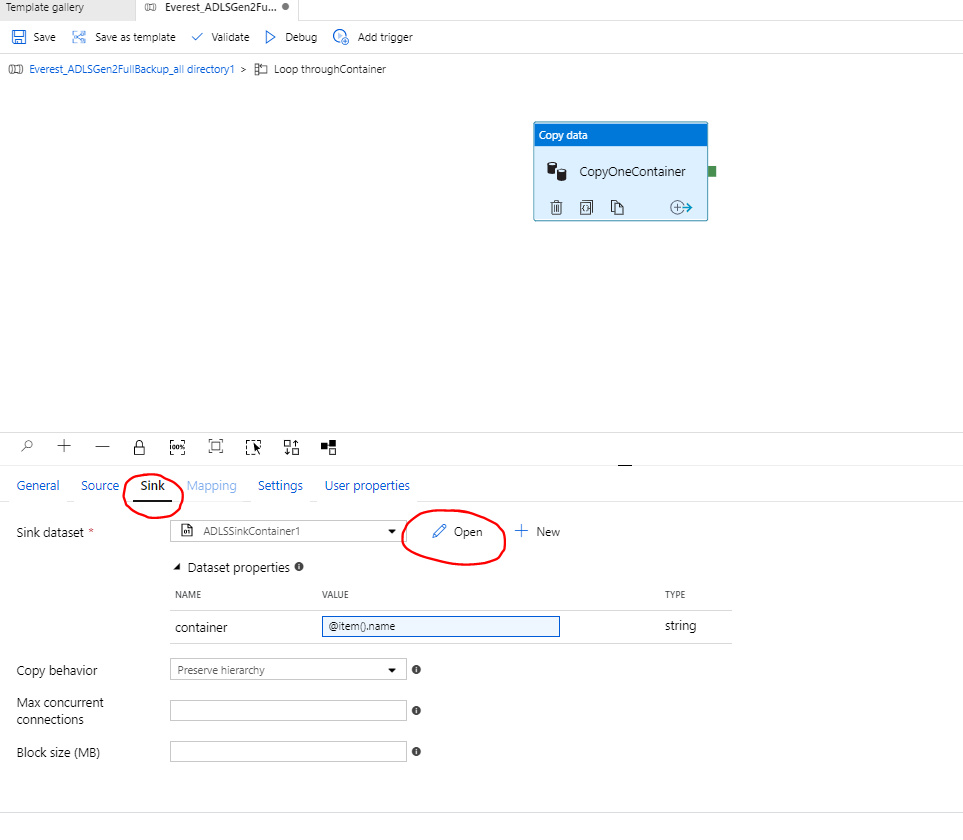 Template gallery
Everest_ADLSGen2Fu...
Save
Save as template
Validate
Debug
Add trigger
Everest_ADLSGen2FullBackup_all directory1 > Loop throughContainer
Copy data
CopyOneContainer
100%
General
Source
Sink
Mapping
Settings
User properties
Sink dataset *
ADLSSinkContainer1
Open
New
Dataset properties
NAME
VALUE
TYPE
container
@item().name
string
Copy behavior
Preserve hierarchy
Max concurrent
connections
Block size (MB)